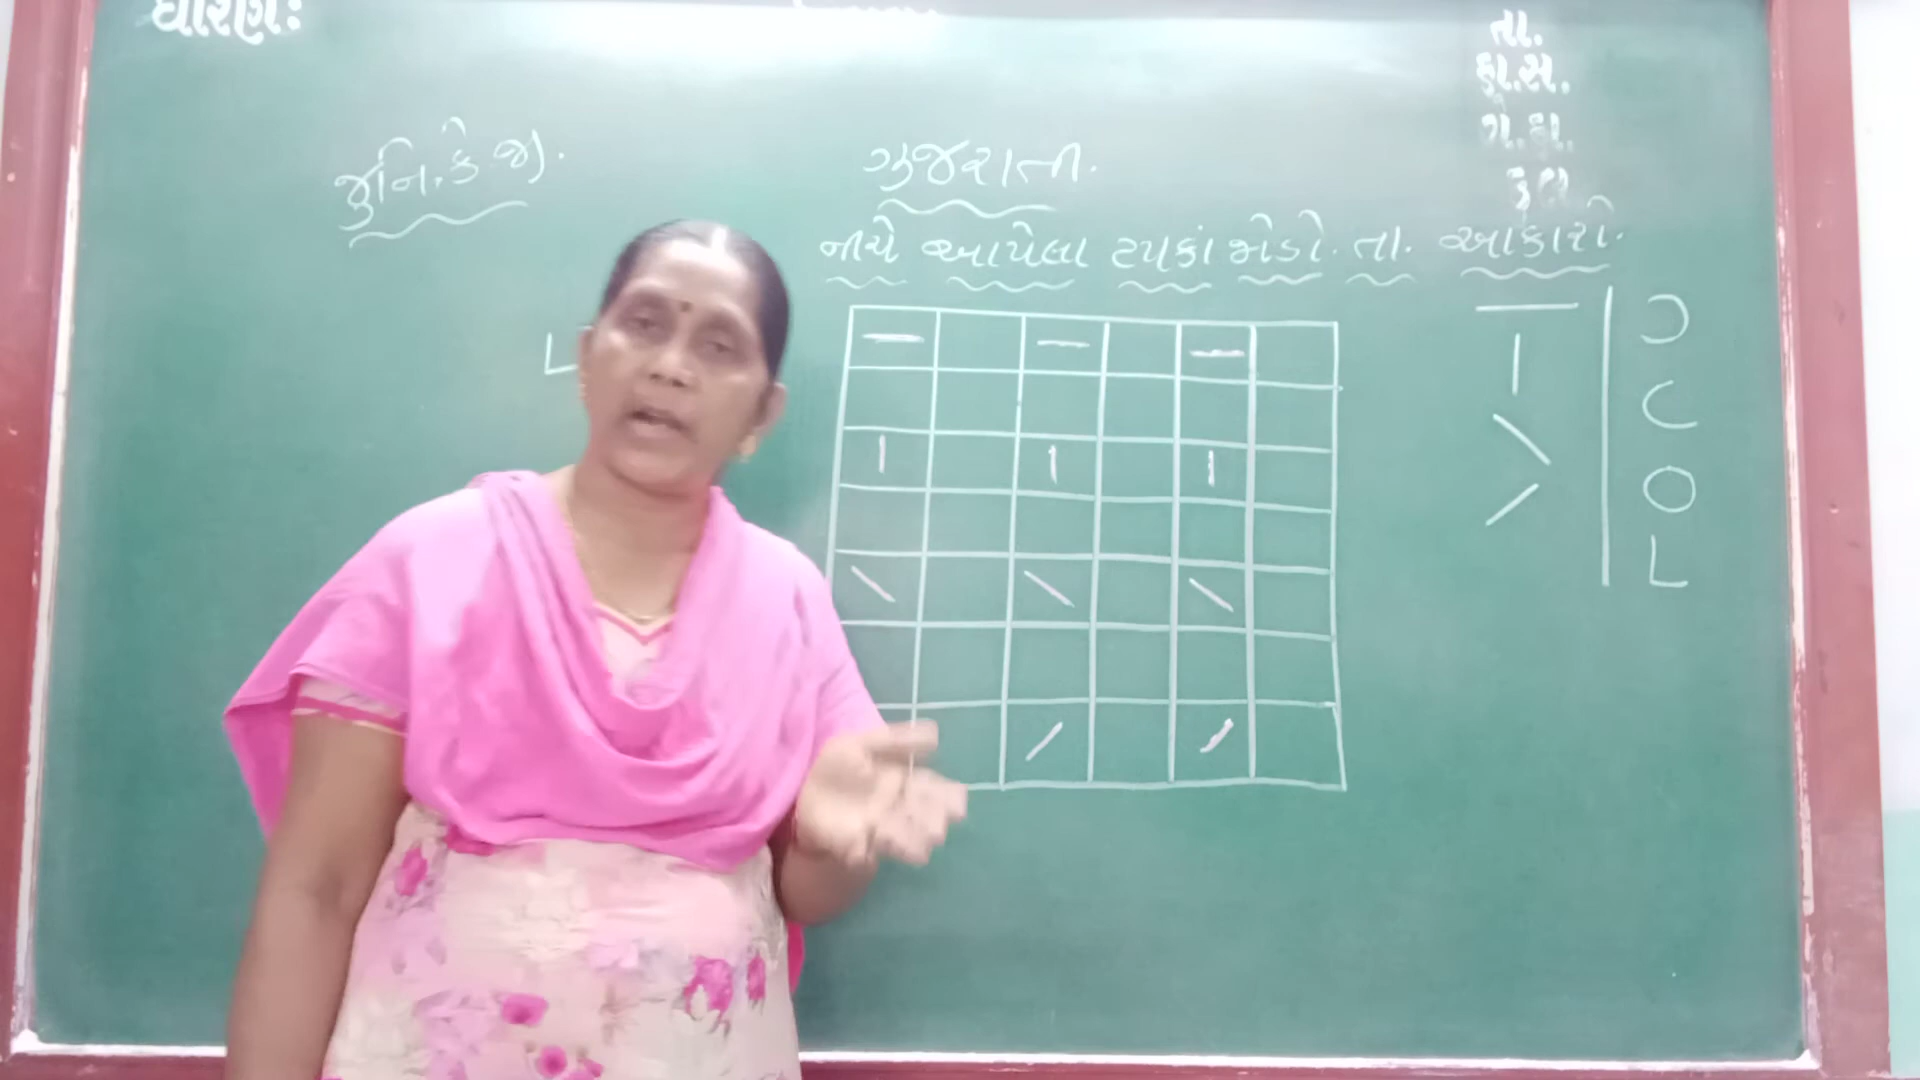 ધોરણઃ
તા.
કા.સ.
ગે.હા.
કુલ
જુનિ.કે.જી.
ગુજરાતી.
નીચે આપેલા ટપકાં જોડો. તા. આકારો.